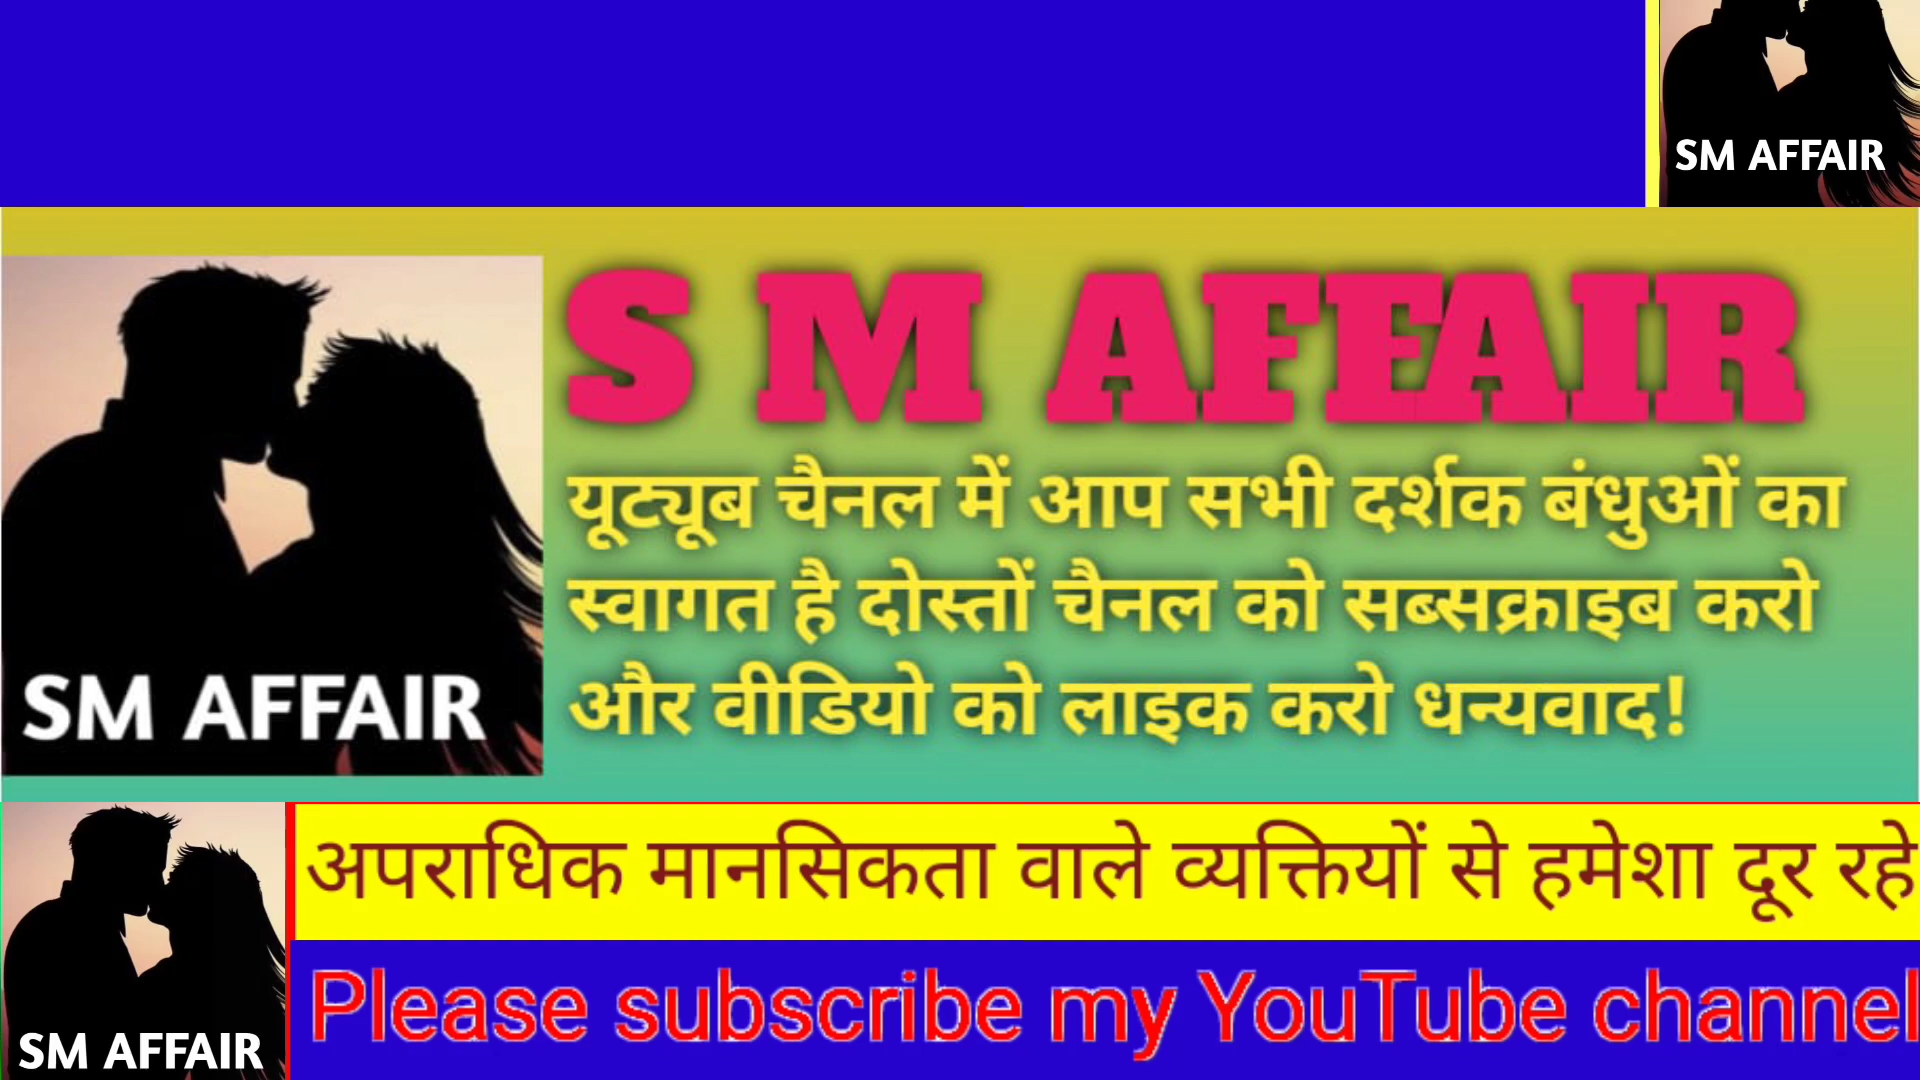 SM AFFAIR
S M AFFAIR
यूट्यूब चैनल में आप सभी दर्शक बंधुओं का
स्वागत है दोस्तों चैनल को सब्सक्राइब करो
और वीडियो को लाइक करो धन्यवाद!
SM AFFAIR
अपराधिक मानसिकता वाले व्यक्तियों से हमेशा दूर रहे
Please subscribe my YouTube channel
SM AFFAIR